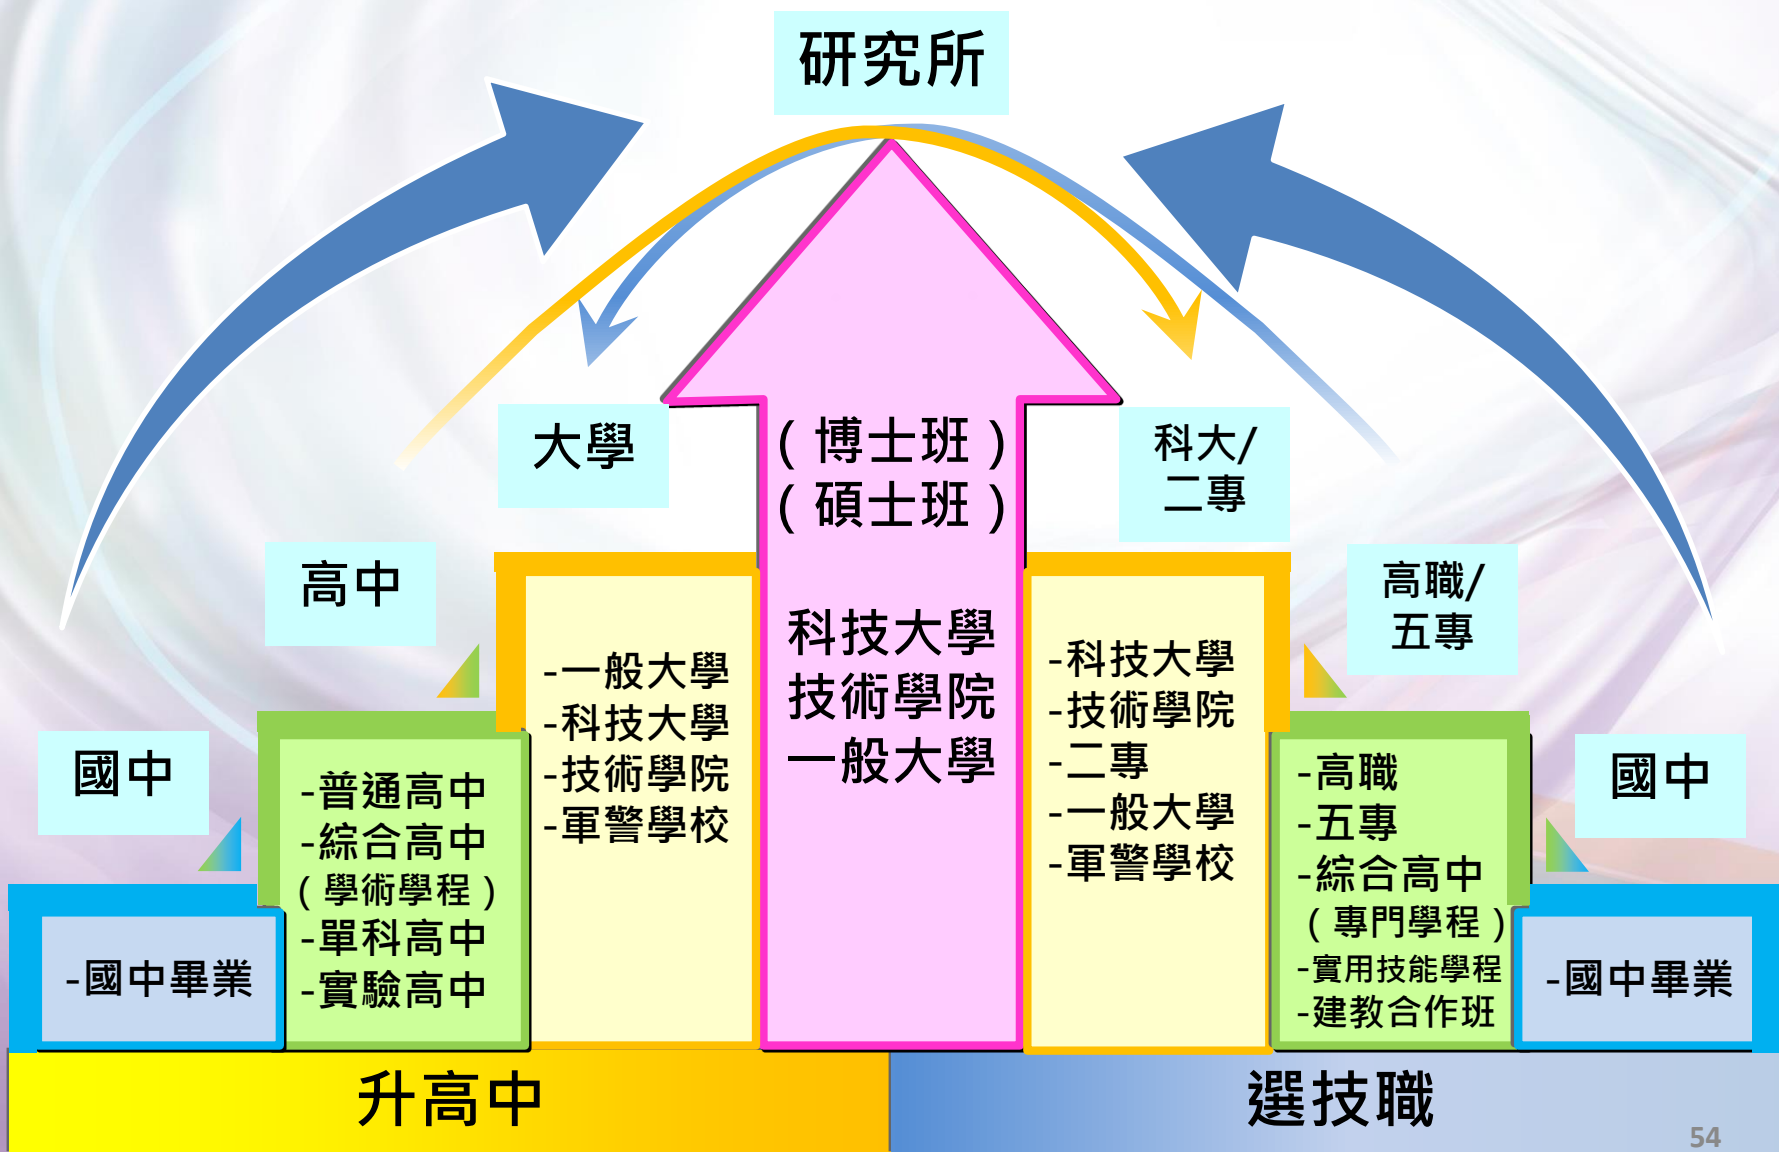 研究所
大學
(博士班)
(碩士班)
科技大學
技術學院
一般大學
科大/
二專
高中
-一般大學
-科技大學
-技術學院
-軍警學校
-科技大學
-技術學院
-二專
-一般大學
-軍警學校
高職/
五專
國中
-普通高中
-綜合高中
(學術學程)
-單科高中
-實驗高中
-高職
-五專
-綜合高中
(專門學程)
-實用技能學程
-建教合作班
國中
-國中畢業
-國中畢業
升高中
選技職
54